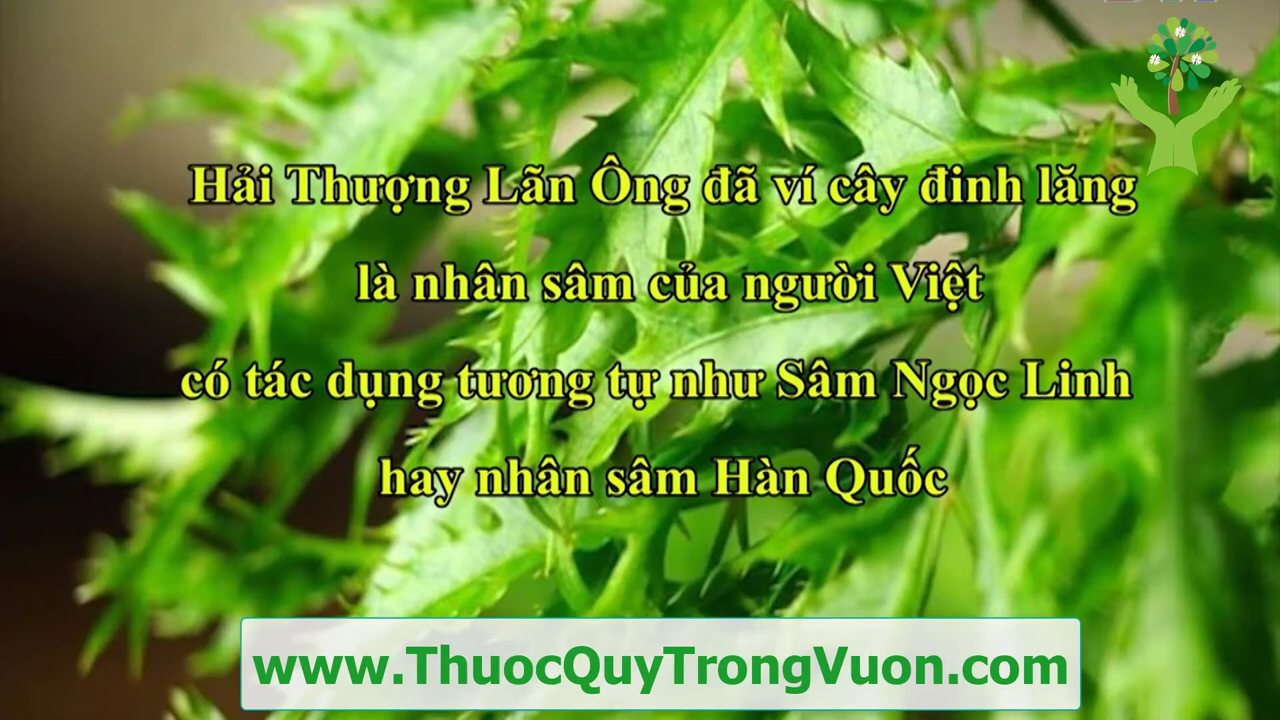 Hải Thượng Lãn Ông đã ví cây đinh lăng
là nhân sâm của người Việt
có tác dụng tương tự như Sâm Ngọc Linh
hay nhân sâm Hàn Quốc
www.ThuocQuyTrongVuon.com